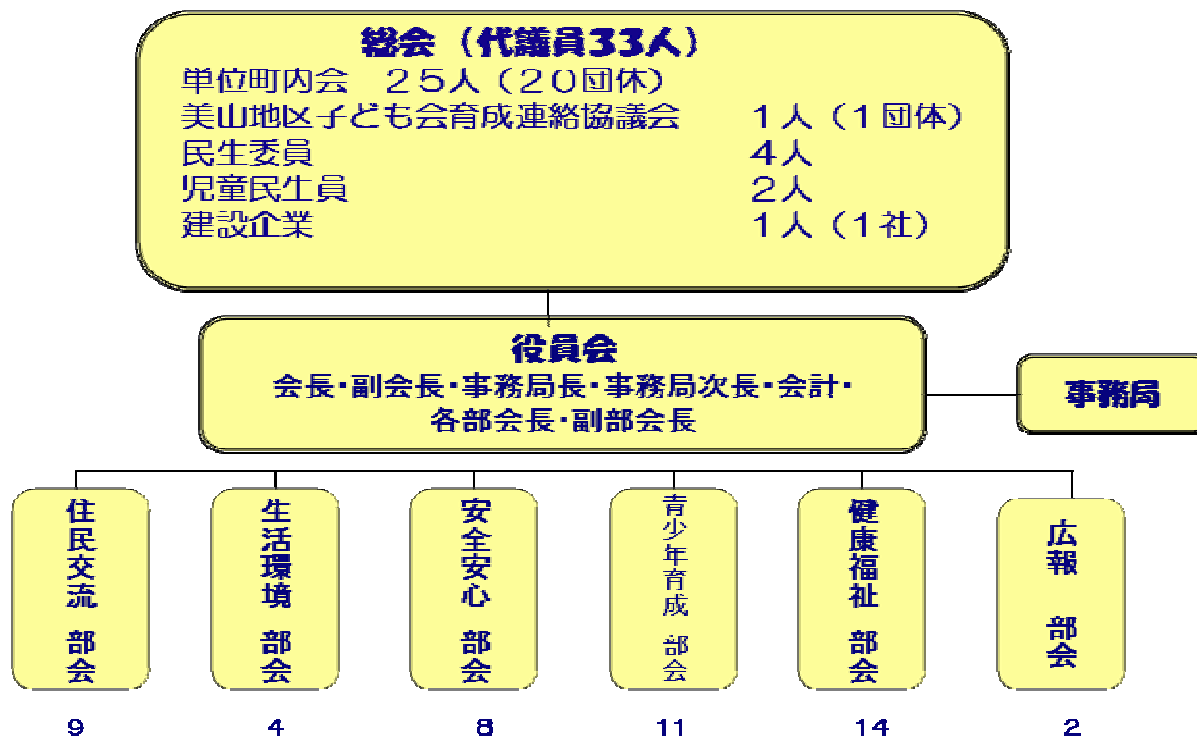 総会（代議員33人）
単位町内会　２５人（２０団体）
美山地区子ども会育成連絡協議会　１人（１団体）
民生委員　４人
児童民生員　２人
建設企業　１人（１社）
役員会
会長・副会長・事務局長・事務局次長・会計・
各部会長・副部会長
事務局
住民交流 部会
生活環境 部会
安全安心 部会
青少年育成 部会
健康福祉 部会
広報 部会
9
4
8
11
14
2